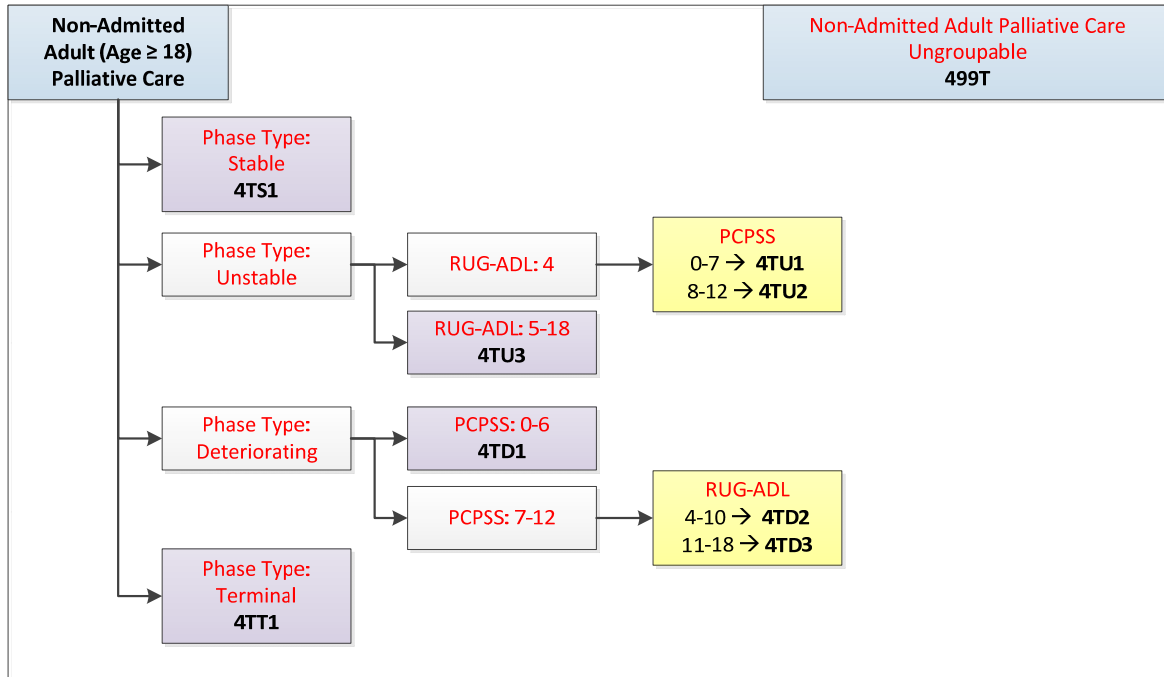 Non-Admitted
Adult (Age ≥ 18)
Palliative Care
Non-Admitted Adult Palliative Care
Ungroupable
499T
Phase Type:
Stable
4TS1
Phase Type:
Unstable
RUG-ADL: 4
PCPSS
0-7 → 4TU1
8-12 → 4TU2
RUG-ADL: 5-18
4TU3
Phase Type:
Deteriorating
PCPSS: 0-6
4TD1
PCPSS: 7-12
RUG-ADL
4-10 → 4TD2
11-18 → 4TD3
Phase Type:
Terminal
4TT1